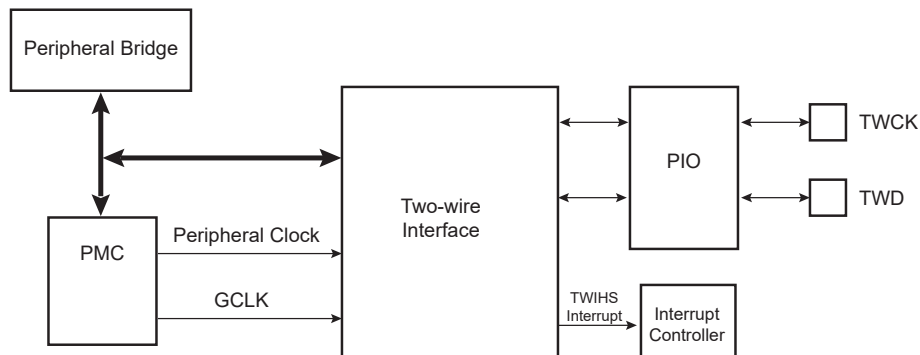 Peripheral Bridge
TWCK
PIO
TWD
Two-wire
Interface
PMC
Peripheral Clock
GCLK
TWIHS
Interrupt
Interrupt
Controller